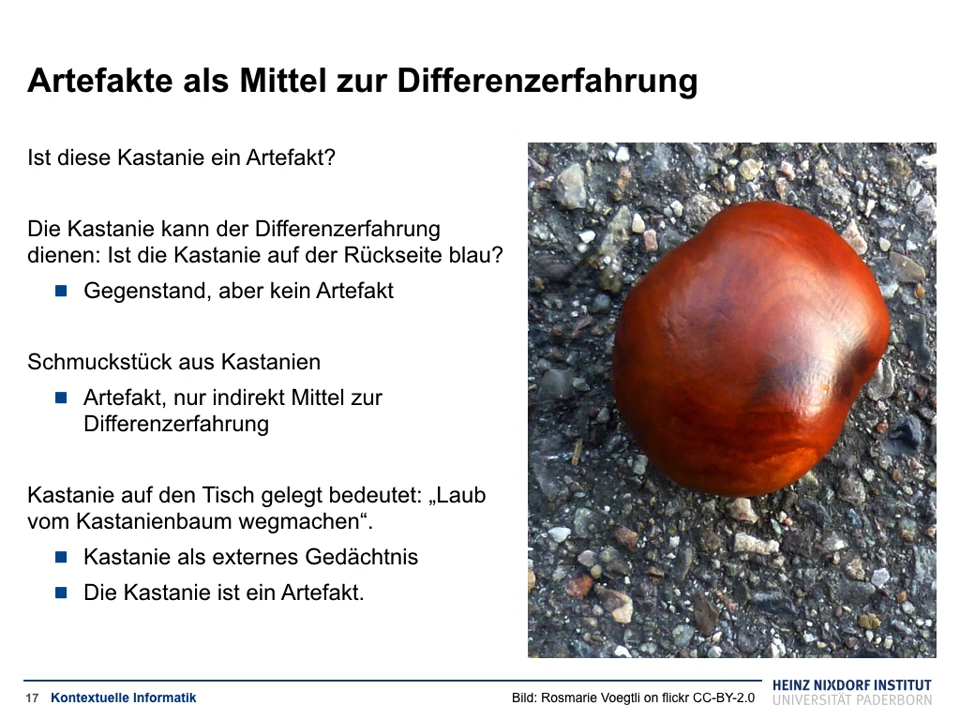 Artefakte als Mittel zur Differenzerfahrung
Ist diese Kastanie ein Artefakt?
Die Kastanie kann der Differenzerfahrung
dienen: Ist die Kastanie auf der Rückseite blau?
Gegenstand, aber kein Artefakt
Schmuckstück aus Kastanien
Artefakt, nur indirekt Mittel zur
Differenzerfahrung
Kastanie auf den Tisch gelegt bedeutet: „Laub
vom Kastanienbaum wegmachen“.
Kastanie als externes Gedächtnis
Die Kastanie ist ein Artefakt.
17 Kontextuelle Informatik
Bild: Rosmarie Voegtli on flickr CC-BY-2.0
HEINZ NIXDORF INSTITUT
UNIVERSITÄT PADERBORN